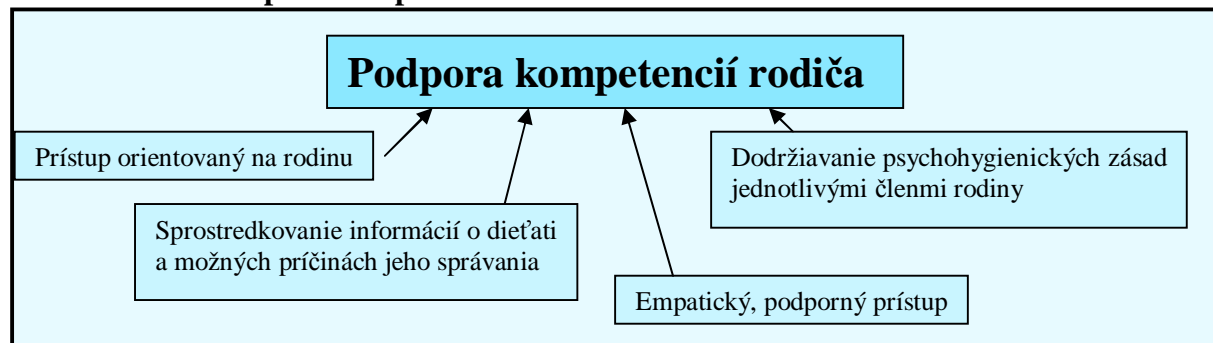 Podpora kompetencií rodiča
Prístup orientovaný na rodinu
Dodržiavanie psychohygienických zásad
jednotlivými členmi rodiny
Sprostredkovanie informácií o dieťati
a možných príčinách jeho správania
Empatický, podporný prístup